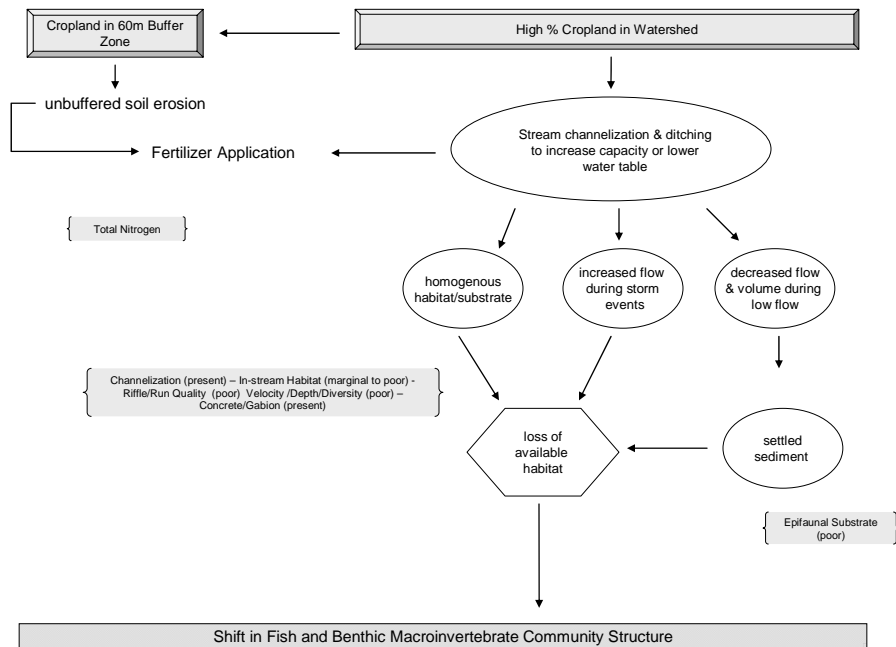 Cropland in 60m Buffer
Zone
High % Cropland in Watershed
unbuffered soil erosion
Fertilizer Application
Stream channelization & ditching
to increase capacity or lower
water table
Total Nitrogen
homogenous
habitat/substrate
increased flow
during storm
events
decreased flow
& volume during
low flow
Channelization (present) – In-stream Habitat (marginal to poor) -
Riffle/Run Quality (poor) Velocity /Depth/Diversity (poor) –
Concrete/Gabion (present)
loss of
available
habitat
settled
sediment
Epifaunal Substrate
(poor)
Shift in Fish and Benthic Macroinvertebrate Community Structure